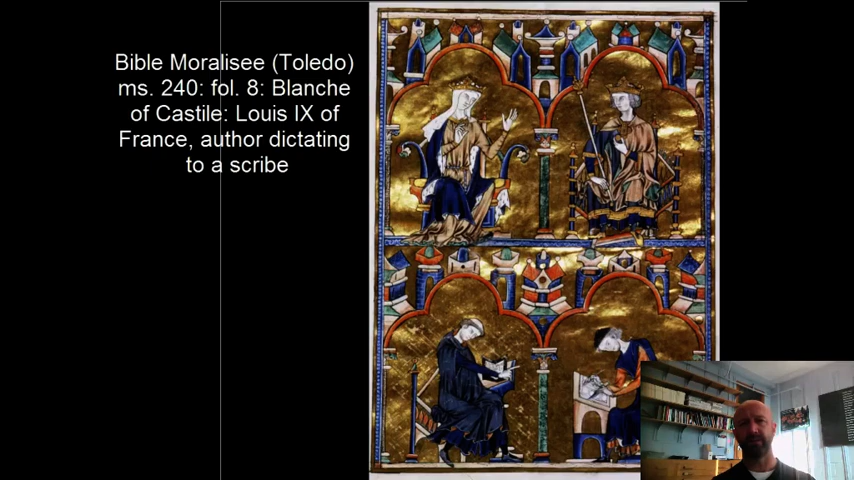 Bible Moralisee (Toledo)
ms. 240: fol. 8: Blanche
of Castile: Louis IX of
France, author dictating
to a scribe